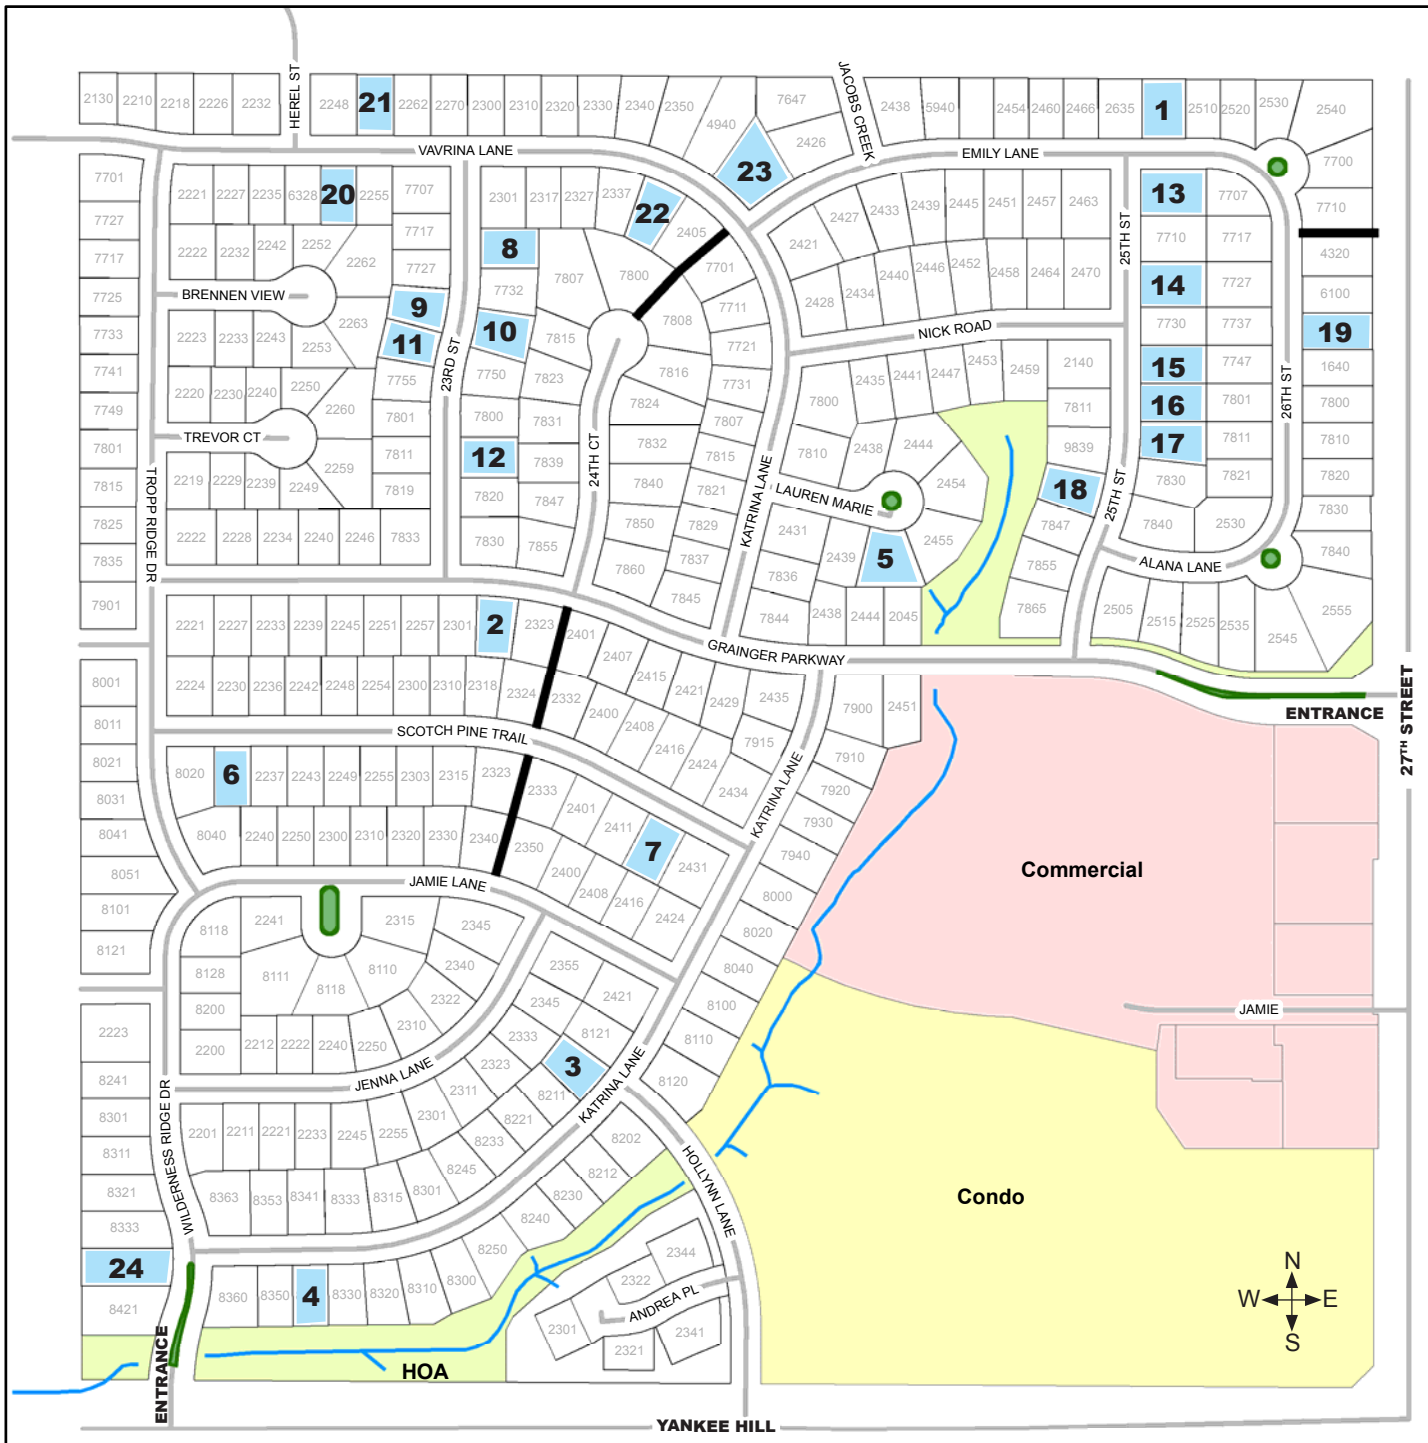 2130 2210 2218 2226 2232 HEREL ST 2248 21 2262 2270 2300 2310 2320 2330 2340 2350 4940 7647 2426 JACOBS CREEK 2438 5940 2454 2460 2466 2635 1 2510 2520 2530 2540
VAVRINA LANE 23 EMILY LANE 7700 7710
7701 7727 7717 7725 7733 7741 7749 7801 7815 7825 7835 7901
TROPP RIDGE DR
2221 2227 2235 6328 20 2255 7707
2222 2232 2242 2252 2262 7717 7727
BRENNEN VIEW
2223 2233 2243 2253 2263 9 11
2220 2230 2240 2250 2260 7755 7801
TREVOR CT
2219 2229 2239 2249 2259 7811 7819
2222 2228 2234 2240 2246 7833
23RD ST
2301 2317 2327 2337 22 2405
8 7732 10 7750 7800 12 7820 7830
7807 7800 7815 7823 7831 7839 7847 7855
24TH CT
7808 7816 7824 7832 7840 7850 7860
7701 7711 7721 7731 7807 7815 7821 7829 7837 7845
KATRINA LANE
2421 2427 2433 2439 2445 2451 2457 2463
2428 2434 2440 2446 2452 2458 2464 2470
NICK ROAD
7800 2435 2441 2447 2453 2459 2140
7810 2438 2444 2454 7811 9839 18 7847 7855 7865
LAUREN MARIE
2431 2439 5 2455
7836 7844 2438 2444 2045
25TH ST
25TH ST
13 7707
7710 7717
14 7727
7730 7737
15 7747
16 7801
17 7811
7830 7821
7840 2530
26TH ST
4320 6100 19 1640 7800 7810 7820 7830 7840
ALANA LANE
2505 2515 2525 2535 2545 2555
GRAINGER PARKWAY
ENTRANCE
27TH STREET
2221 2227 2233 2239 2245 2251 2257 2301 2 2323 2401 2407 2415 2421 2429 2435
2224 2230 2236 2242 2248 2254 2300 2310 2318 2324 2332 2400 2408 2416 2424 2434 7915
SCOTCH PINE TRAIL
8001 8011 8021 8031 8041 8051 8101 8121
8020 6 2237 2243 2249 2255 2303 2315 2323 2333 2401 2411 7 2431
8040 2240 2250 2300 2310 2320 2330 2340 2350 2400 2408 2416 2424
KATRINA LANE
7900 2451 7910 7920 7930 7940 8000 8020 8040 8100 8110 8120
JAMIE LANE
8118 2241 2315 2345
8128 8111 8118 8110 2340
8200 2322
2200 2212 2222 2240 2250 2310
JENNA LANE
2355 2421
2345 8121
2333 3
2323 8211
2311 8221
2301 8233
2201 2211 2221 2233 2245 2255 8245
8363 8353 8341 8333 8315 8301
KATRINA LANE
WILDERNESS RIDGE DR
2223 8241 8301 8311 8321 8333 24 8421
8360 8350 4 8330 8320 8310 8300 8250 8240 8230 8212 8202
HOLLYNN LANE
2344 2322 2301 2321 2341
ANDREA PL
Commercial
JAMIE
Condo
HOA
ENTRANCE
YANKEE HILL
N
W E
S